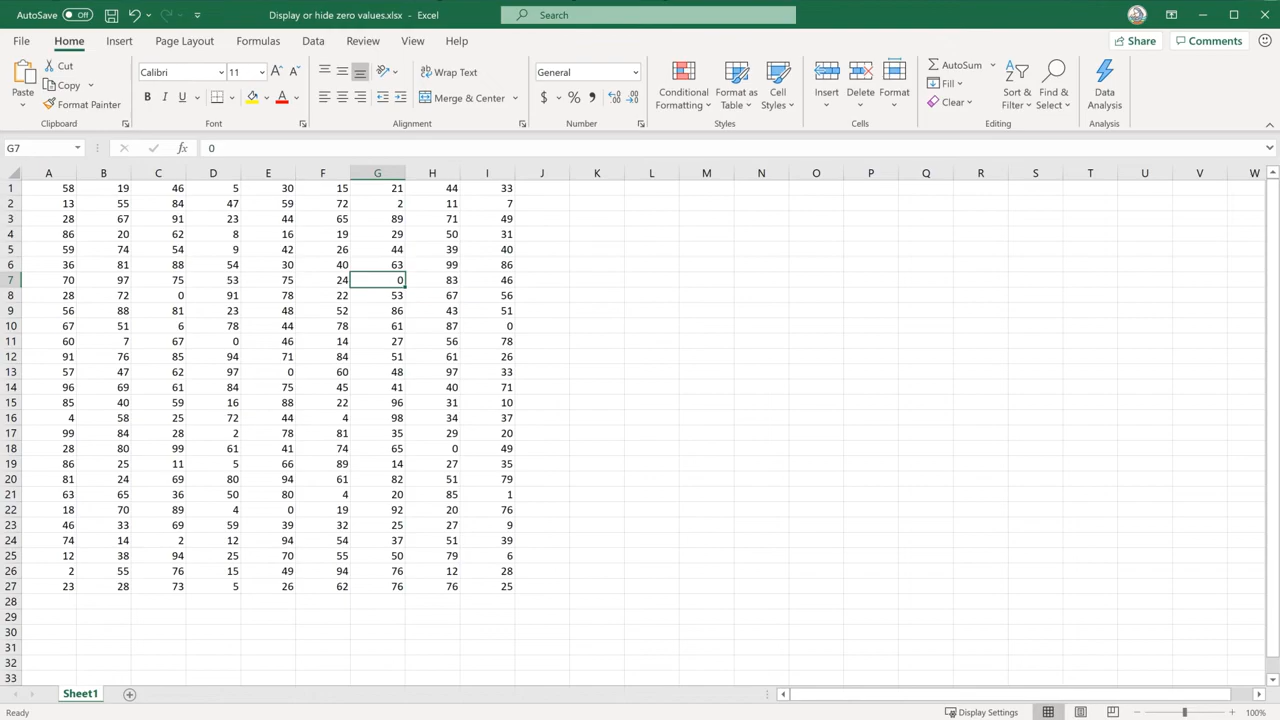 AutoSave Off Display or hide zero values.xlsx - Excel Search
File Home Insert Page Layout Formulas Data Review View Help Share Comments
Paste Cut Copy Format Painter Clipboard
Calibri 11 A A B I U A Font
Wrap Text Merge & Center Alignment
General $ % , Number
Conditional Formatting Format as Table Cell Styles Styles
Insert Delete Format Cells
AutoSum Fill Clear Sort & Filter Find & Select Editing
Data Analysis Analysis
G7 fx 0
A B C D E F G H I J K L M N O P Q R S T U V W
1 58 19 46 5 30 15 21 44 33
2 13 55 84 47 59 72 2 11 7
3 28 67 91 23 44 65 89 71 49
4 86 20 62 8 16 19 29 50 31
5 59 74 54 9 42 26 44 39 40
6 36 81 88 54 30 40 63 99 86
7 70 97 75 53 75 24 0 83 46
8 28 72 0 91 78 22 53 67 56
9 56 88 81 23 48 52 86 43 51
10 67 51 6 78 44 78 61 87 0
11 60 7 67 0 46 14 27 56 78
12 91 76 85 94 71 84 51 61 26
13 57 47 62 97 0 60 48 97 33
14 96 69 61 84 75 45 41 40 71
15 85 40 59 16 88 22 96 31 10
16 4 58 25 72 44 4 98 34 37
17 99 84 28 2 78 81 35 29 20
18 28 80 99 61 41 74 65 0 49
19 86 25 11 5 66 89 14 27 35
20 81 24 69 80 94 61 82 51 79
21 63 65 36 50 80 4 20 85 1
22 18 70 89 4 0 19 92 20 76
23 46 33 69 59 39 32 25 27 9
24 74 14 2 12 94 54 37 51 39
25 12 38 94 25 70 55 50 79 6
26 2 55 76 15 49 94 76 12 28
27 23 28 73 5 26 62 76 76 25
28
29
30
31
32
33
Sheet1
Ready Display Settings 100%